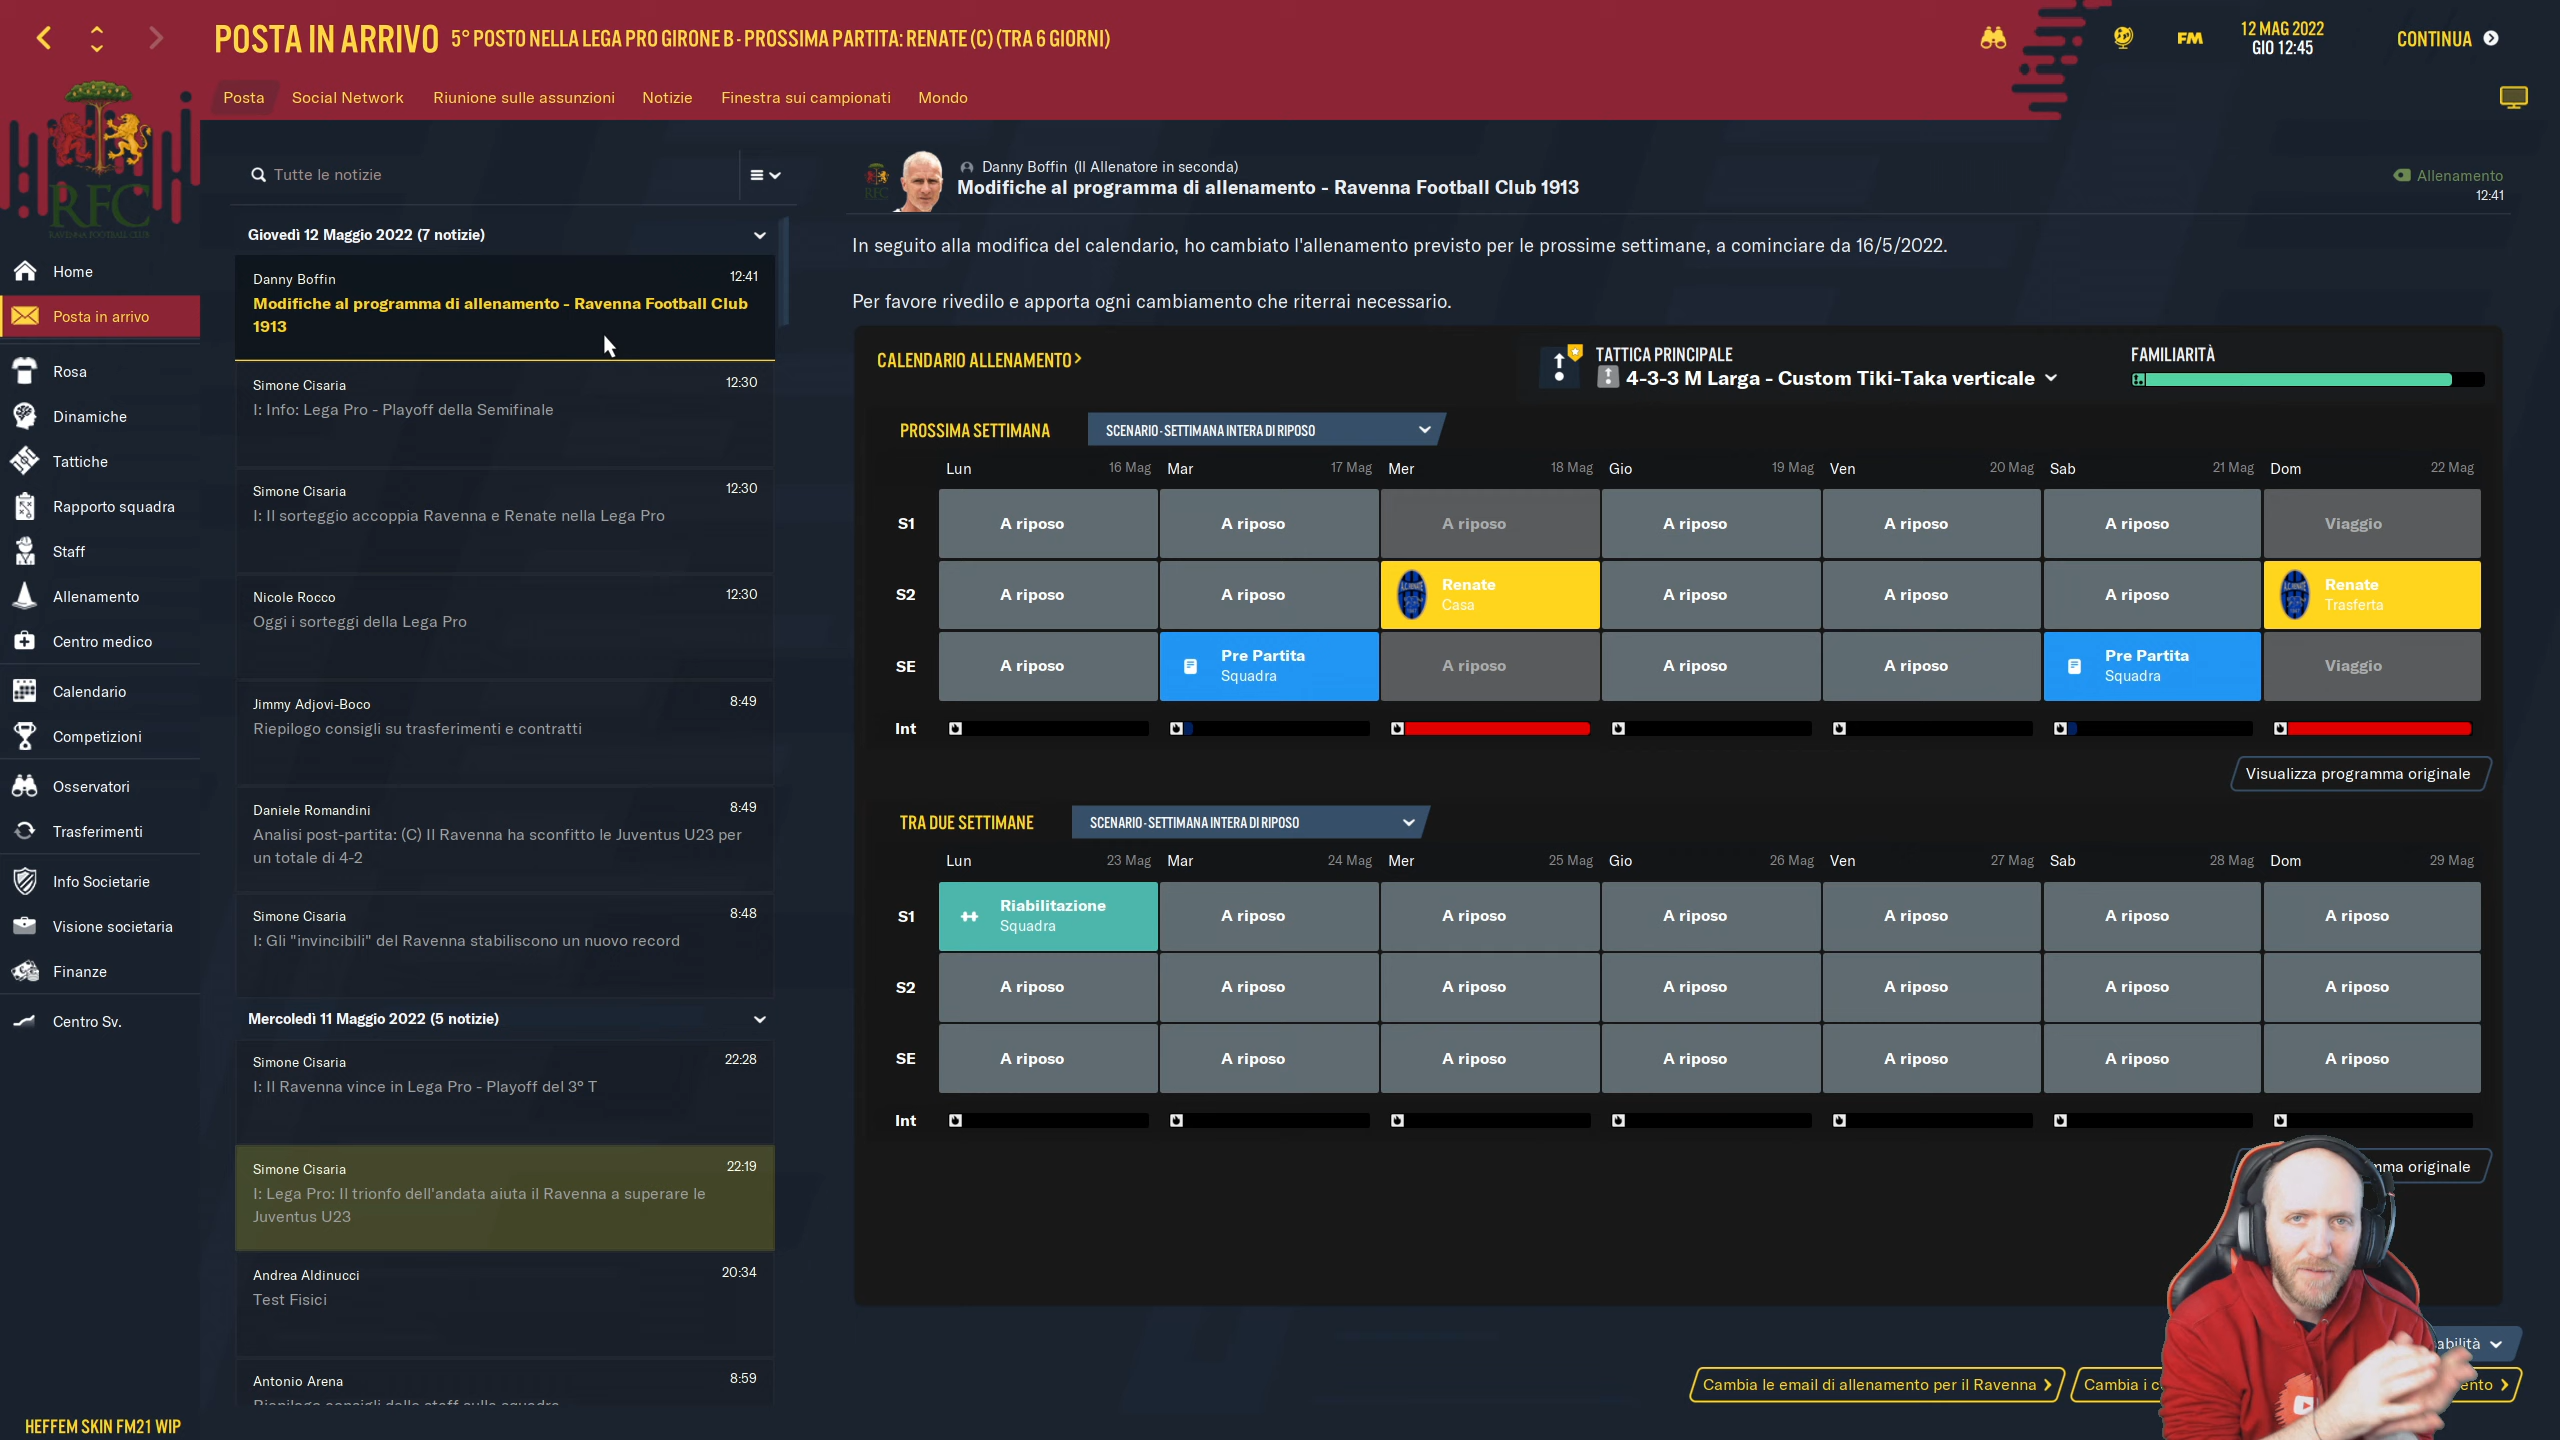 POSTA IN ARRIVO
5° POSTO NELLA LEGA PRO GIRONE B - PROSSIMA PARTITA: RENATE (C) (TRA 6 GIORNI)
FM
12 MAG 2022
GIO 12:45
CONTINUA
Posta
Social Network
Riunione sulle assunzioni
Notizie
Finestra sui campionati
Mondo
RFC
RAVENNA FOOTBALL CLUB
Home
Posta in arrivo
Rosa
Dinamiche
Tattiche
Rapporto squadra
Staff
Allenamento
Centro medico
Calendario
Competizioni
Osservatori
Trasferimenti
Info Societarie
Visione societaria
Finanze
Centro Sv.
HEFFEM SKIN FM21 WIP
Tutte le notizie
Giovedì 12 Maggio 2022 (7 notizie)
Danny Boffin 12:41
Modifiche al programma di allenamento - Ravenna Football Club
1913
Simone Cisaria 12:30
I: Info: Lega Pro - Playoff della Semifinale
Simone Cisaria 12:30
I: Il sorteggio accoppia Ravenna e Renate nella Lega Pro
Nicole Rocco 12:30
Oggi i sorteggi della Lega Pro
Jimmy Adjovi-Boco 8:49
Riepilogo consigli su trasferimenti e contratti
Daniele Romandini 8:49
Analisi post-partita: (C) Il Ravenna ha sconfitto le Juventus U23 per
un totale di 4-2
Simone Cisaria 8:48
I: Gli "invincibili" del Ravenna stabiliscono un nuovo record
Mercoledì 11 Maggio 2022 (5 notizie)
Simone Cisaria 22:28
I: Il Ravenna vince in Lega Pro - Playoff del 3° T
Simone Cisaria 22:19
I: Lega Pro: Il trionfo dell'andata aiuta il Ravenna a superare le
Juventus U23
Andrea Aldinucci 20:34
Test Fisici
Antonio Arena 8:59
Danny Boffin (Il Allenatore in seconda)
Modifiche al programma di allenamento - Ravenna Football Club 1913
Allenamento
12:41
In seguito alla modifica del calendario, ho cambiato l'allenamento previsto per le prossime settimane, a cominciare da 16/5/2022.
Per favore rivedilo e apporta ogni cambiamento che riterrai necessario.
CALENDARIO ALLENAMENTO
TATTICA PRINCIPALE
4-3-3 M Larga - Custom Tiki-Taka verticale
FAMILIARITÀ
PROSSIMA SETTIMANA
SCENARIO - SETTIMANA INTERA DI RIPOSO
Lun 16 Mag Mar 17 Mag Mer 18 Mag Gio 19 Mag Ven 20 Mag Sab 21 Mag Dom 22 Mag
S1 A riposo A riposo A riposo A riposo A riposo A riposo Viaggio
S2 A riposo A riposo Renate Casa A riposo A riposo A riposo Renate Trasferta
SE A riposo Pre Partita Squadra A riposo A riposo A riposo Pre Partita Squadra Viaggio
Int
Visualizza programma originale
TRA DUE SETTIMANE
SCENARIO - SETTIMANA INTERA DI RIPOSO
Lun 23 Mag Mar 24 Mag Mer 25 Mag Gio 26 Mag Ven 27 Mag Sab 28 Mag Dom 29 Mag
S1 Riabilitazione Squadra A riposo A riposo A riposo A riposo A riposo A riposo
S2 A riposo A riposo A riposo A riposo A riposo A riposo A riposo
SE A riposo A riposo A riposo A riposo A riposo A riposo A riposo
Int
originale
Cambia le email di allenamento per il Ravenna
Cambia i